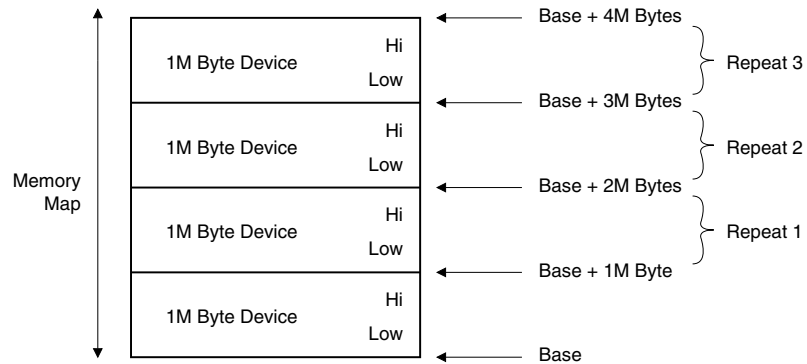 Base + 4M Bytes
Hi
1M Byte Device
Repeat 3
Low
Base + 3M Bytes
Hi
1M Byte Device
Repeat 2
Low
Memory
Map
Base + 2M Bytes
Hi
1M Byte Device
Repeat 1
Low
Base + 1M Byte
Hi
1M Byte Device
Low
Base